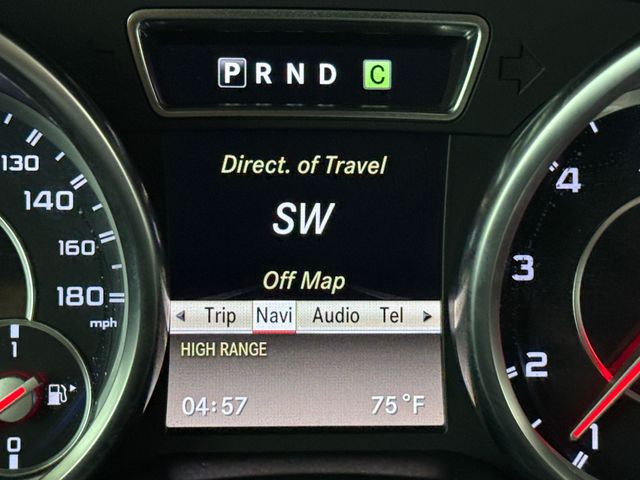 P R N D C
Direct. of Travel
SW
Off Map
Trip Navi Audio Tel
HIGH RANGE
04:57 75°F
130
140
160
180
mph
1
0
4
3
2
1